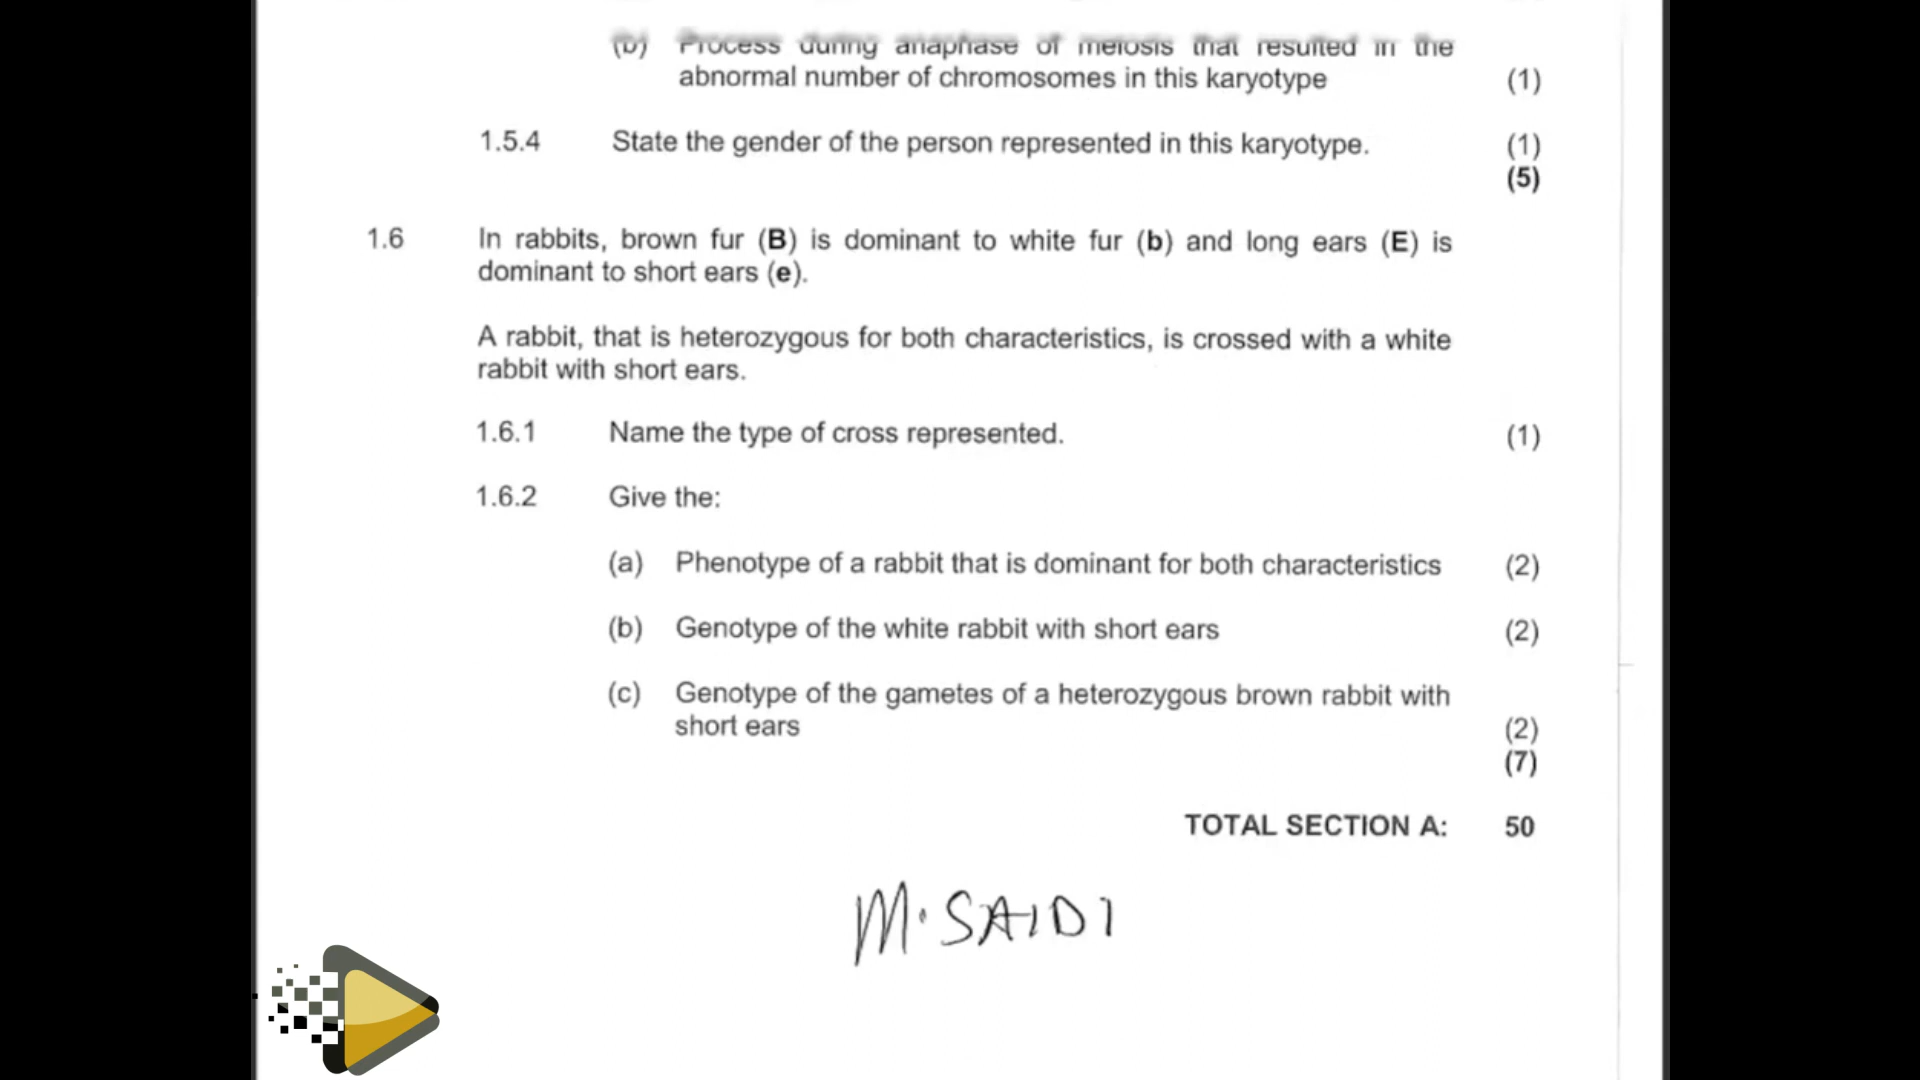 (b) Process during anaphase of meiosis that resulted in the
abnormal number of chromosomes in this karyotype (1)
1.5.4 State the gender of the person represented in this karyotype. (1)
(5)
1.6 In rabbits, brown fur (B) is dominant to white fur (b) and long ears (E) is
dominant to short ears (e).
A rabbit, that is heterozygous for both characteristics, is crossed with a white
rabbit with short ears.
1.6.1 Name the type of cross represented. (1)
1.6.2 Give the:
(a) Phenotype of a rabbit that is dominant for both characteristics (2)
(b) Genotype of the white rabbit with short ears (2)
(c) Genotype of the gametes of a heterozygous brown rabbit with
short ears (2)
(7)
TOTAL SECTION A: 50
M. SAIDI